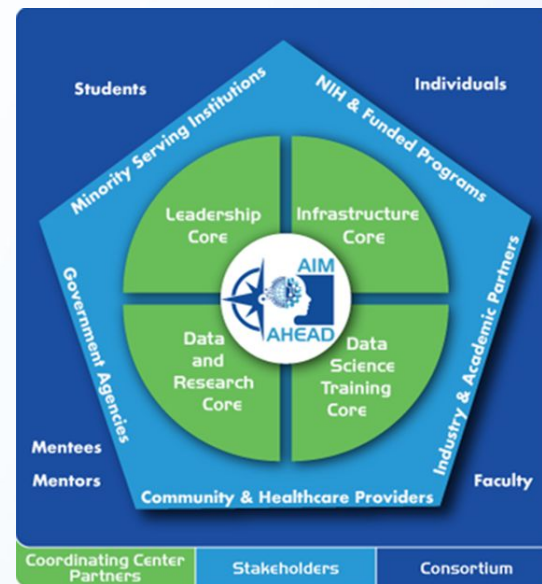 Students
Individuals
Minority Serving Institutions
NIH & Funded Programs
Leadership
Core
Infrastructure
Core
AIM
AHEAD
Data
and
Research
Core
Data
Science
Training
Core
Government Agencies
Industry & Academic Partners
Mentees
Mentors
Community & Healthcare Providers
Faculty
Coordinating Center
Partners
Stakeholders
Consortium